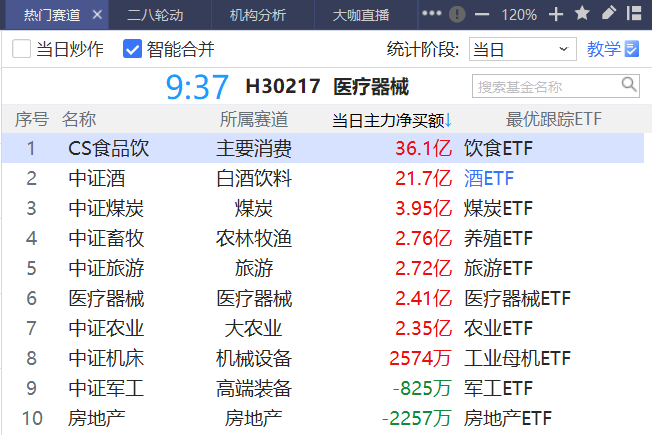 热门赛道 × 二八轮动 机构分析 大咖直播 ••• 120%
当日炒作 智能合并 统计阶段: 当日 教学
9:37 H30217 医疗器械 搜索基金名称
序号 名称 所属赛道 当日主力净买额↓ 最优跟踪ETF
1 CS食品饮 主要消费 36.1亿 饮食ETF
2 中证酒 白酒饮料 21.7亿 酒ETF
3 中证煤炭 煤炭 3.95亿 煤炭ETF
4 中证畜牧 农林牧渔 2.76亿 养殖ETF
5 中证旅游 旅游 2.72亿 旅游ETF
6 医疗器械 医疗器械 2.41亿 医疗器械ETF
7 中证农业 大农业 2.35亿 农业ETF
8 中证机床 机械设备 2574万 工业母机ETF
9 中证军工 高端装备 -825万 军工ETF
10 房地产 房地产 -2257万 房地产ETF